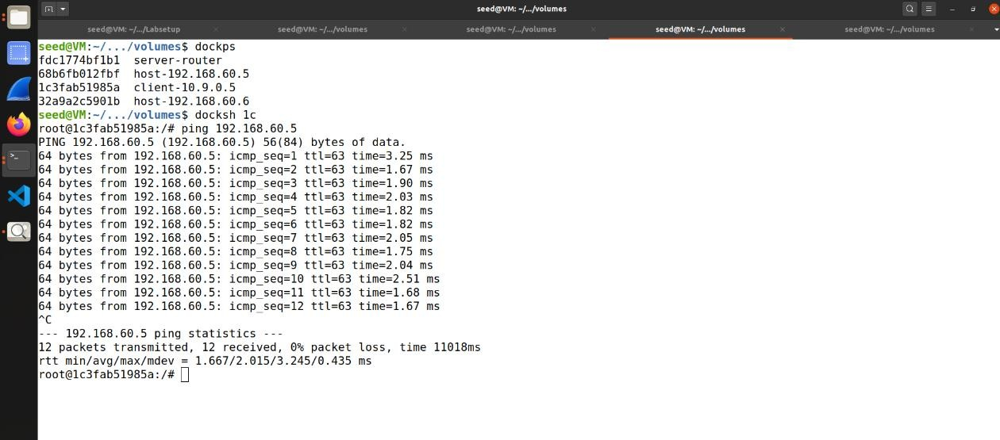 seed@VM: ~/.../volumes
seed@VM: ~/.../Labsetup
seed@VM: ~/.../volumes
seed@VM: ~/.../volumes
seed@VM: ~/.../volumes
seed@VM: ~/.../volumes
seed@VM:~/.../volumes$ dockps
fdc1774bf1b1  server-router
68b6fb012fbf  host-192.168.60.5
1c3fab51985a  client-10.9.0.5
32a9a2c5901b  host-192.168.60.6
seed@VM:~/.../volumes$ docksh 1c
root@1c3fab51985a:/# ping 192.168.60.5
PING 192.168.60.5 (192.168.60.5) 56(84) bytes of data.
64 bytes from 192.168.60.5: icmp_seq=1 ttl=63 time=3.25 ms
64 bytes from 192.168.60.5: icmp_seq=2 ttl=63 time=1.67 ms
64 bytes from 192.168.60.5: icmp_seq=3 ttl=63 time=1.90 ms
64 bytes from 192.168.60.5: icmp_seq=4 ttl=63 time=2.03 ms
64 bytes from 192.168.60.5: icmp_seq=5 ttl=63 time=1.82 ms
64 bytes from 192.168.60.5: icmp_seq=6 ttl=63 time=1.82 ms
64 bytes from 192.168.60.5: icmp_seq=7 ttl=63 time=2.05 ms
64 bytes from 192.168.60.5: icmp_seq=8 ttl=63 time=1.75 ms
64 bytes from 192.168.60.5: icmp_seq=9 ttl=63 time=2.04 ms
64 bytes from 192.168.60.5: icmp_seq=10 ttl=63 time=2.51 ms
64 bytes from 192.168.60.5: icmp_seq=11 ttl=63 time=1.68 ms
64 bytes from 192.168.60.5: icmp_seq=12 ttl=63 time=1.67 ms
^C
--- 192.168.60.5 ping statistics ---
12 packets transmitted, 12 received, 0% packet loss, time 11018ms
rtt min/avg/max/mdev = 1.667/2.015/3.245/0.435 ms
root@1c3fab51985a:/#